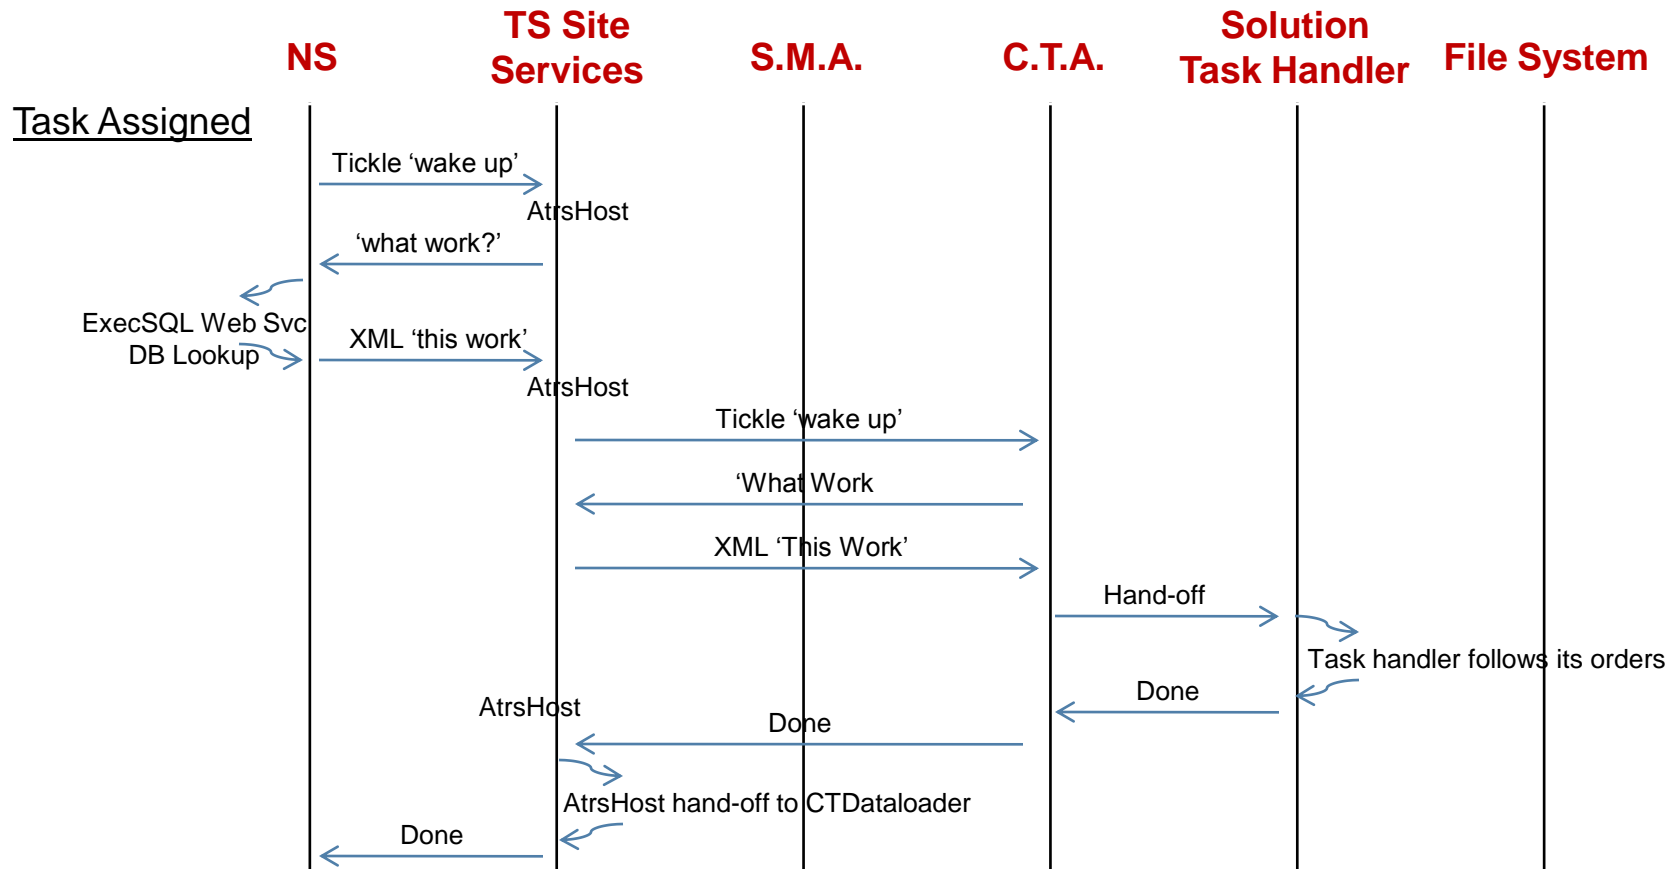 NS
TS Site
Services
S.M.A.
C.T.A.
Solution
Task Handler
File System
Task Assigned
Tickle ‘wake up’
AtrsHost
‘what work?’
ExecSQL Web Svc
DB Lookup
XML ‘this work’
AtrsHost
Tickle ‘wake up’
‘What Work
XML ‘This Work’
Hand-off
Task handler follows its orders
Done
AtrsHost
Done
AtrsHost hand-off to CTDataloader
Done